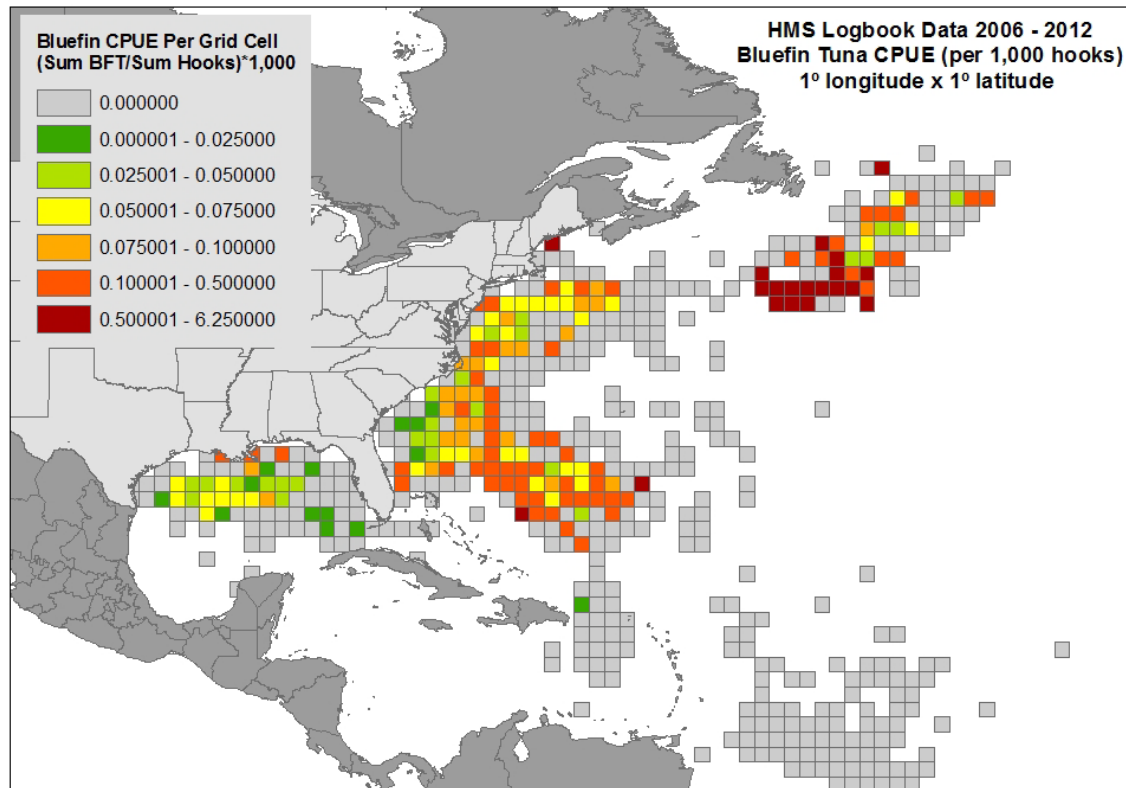 Bluefin CPUE Per Grid Cell
(Sum BFT/Sum Hooks)*1,000
0.000000
0.000001 - 0.025000
0.025001 - 0.050000
0.050001 - 0.075000
0.075001 - 0.100000
0.100001 - 0.500000
0.500001 - 6.250000
HMS Logbook Data 2006 - 2012
Bluefin Tuna CPUE (per 1,000 hooks)
1º longitude x 1º latitude